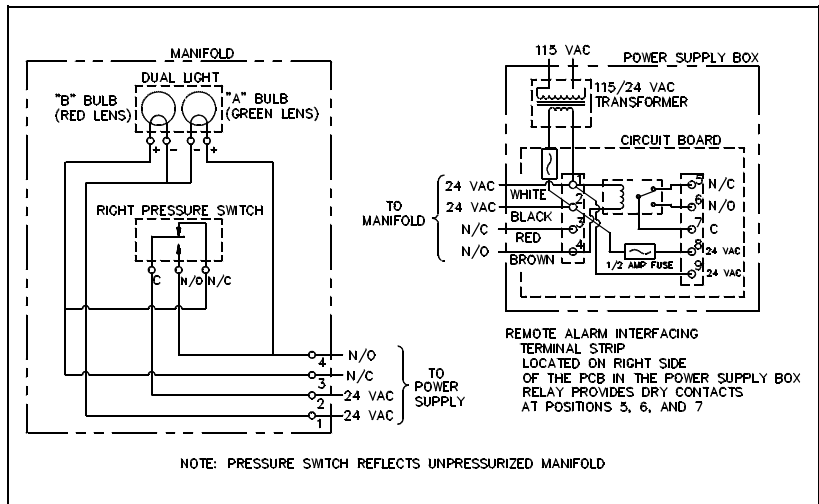 MANIFOLD
DUAL LIGHT
"B" BULB
(RED LENS)
"A" BULB
(GREEN LENS)
+ - - +
RIGHT PRESSURE SWITCH
C N/O N/C
4 N/O
3 N/C
2 24 VAC
1 24 VAC
TO
POWER
SUPPLY
115 VAC
POWER SUPPLY BOX
115/24 VAC
TRANSFORMER
CIRCUIT BOARD
TO
MANIFOLD
24 VAC WHITE 1
24 VAC BLACK 2
N/C RED 3
N/O BROWN 4
5 N/C
6 N/O
7 C
8 24 VAC
9 24 VAC
1/2 AMP FUSE
REMOTE ALARM INTERFACING
TERMINAL STRIP
LOCATED ON RIGHT SIDE
OF THE PCB IN THE POWER SUPPLY BOX
RELAY PROVIDES DRY CONTACTS
AT POSITIONS 5, 6, AND 7
NOTE: PRESSURE SWITCH REFLECTS UNPRESSURIZED MANIFOLD